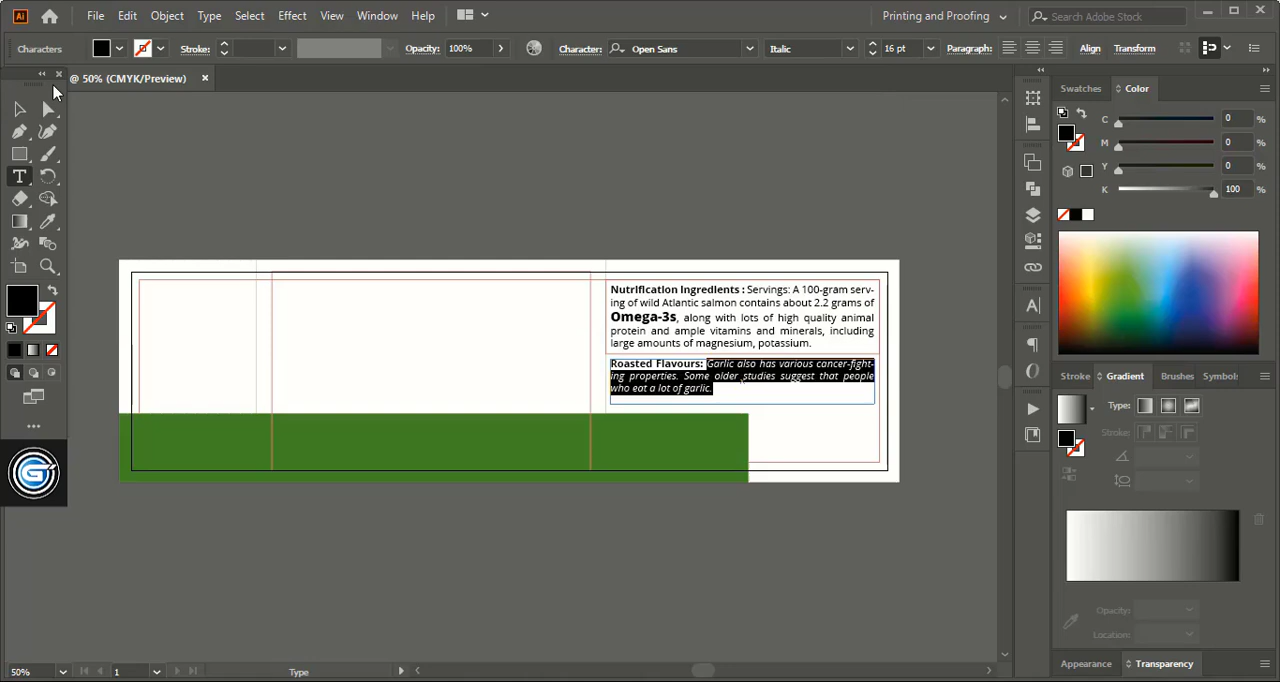 Ai File Edit Object Type Select Effect View Window Help Printing and Proofing Search Adobe Stock
Characters Stroke: Opacity: 100% Character: Open Sans Italic 16 pt Paragraph: Align Transform
@ 50% (CMYK/Preview)
Swatches Color
C 0 %
M 0 %
Y 0 %
K 100 %
Nutrification Ingredients : Servings: A 100-gram serv-
ing of wild Atlantic salmon contains about 2.2 grams of
Omega-3s, along with lots of high quality animal
protein and ample vitamins and minerals, including
large amounts of magnesium, potassium.
Roasted Flavours: Garlic also has various cancer-fight-
ing properties. Some older studies suggest that people
who eat a lot of garlic.
Stroke Gradient Brushes Symbol:
Type:
Stroke:
Opacity:
Location:
Appearance Transparency
50% 1 Type